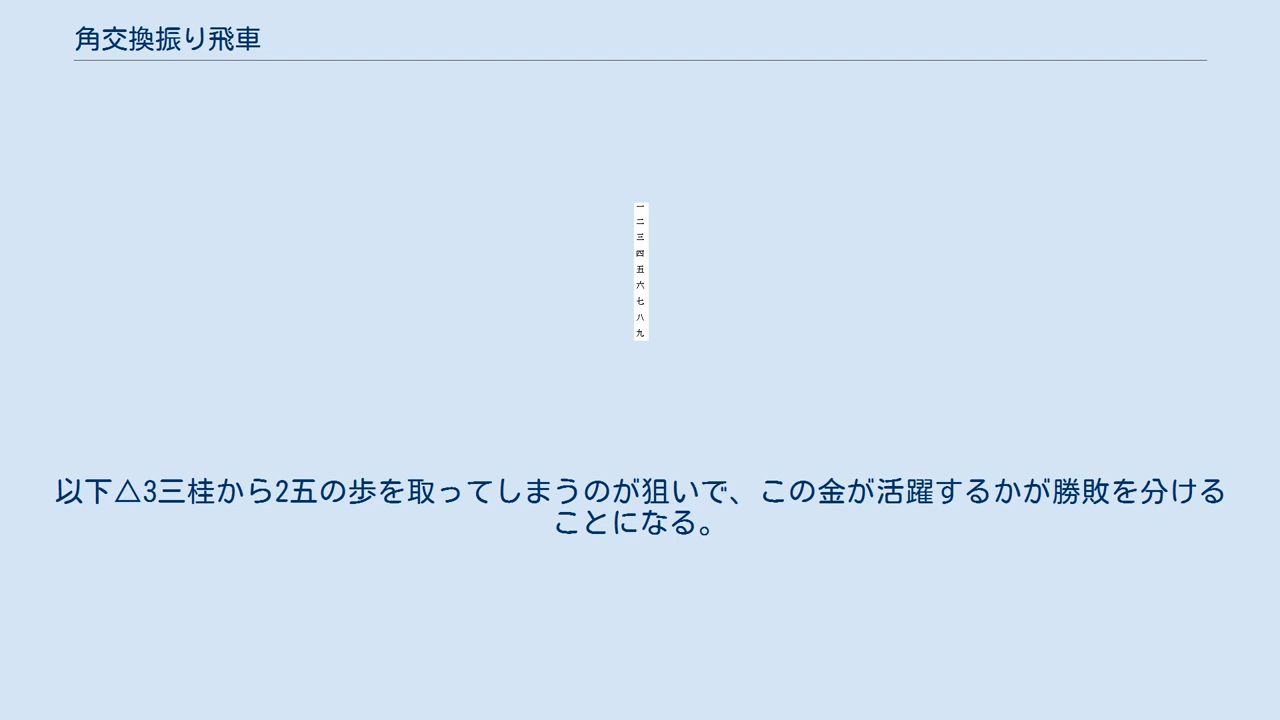 角交換振り飛車
一
二
三
四
五
六
七
八
九
以下△3三桂から2五の歩を取ってしまうのが狙いで、この金が活躍するかが勝敗を分ける
ことになる。